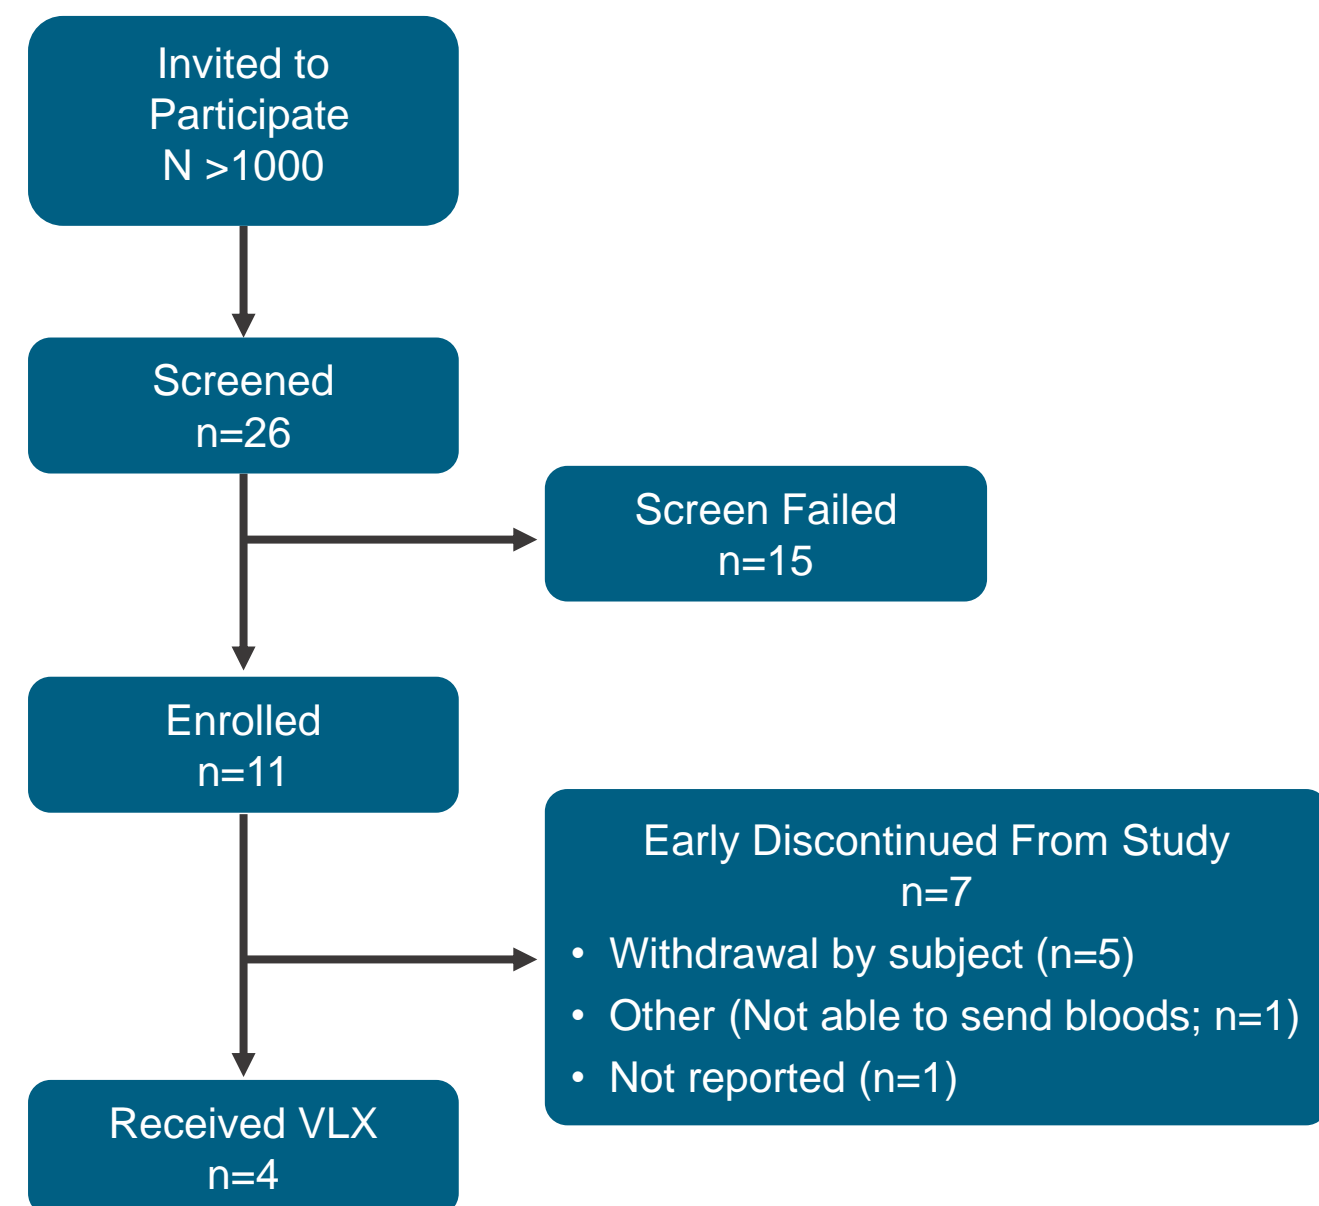 Invited to
Participate
N >1000
Screened
n=26
Screen Failed
n=15
Enrolled
n=11
Early Discontinued From Study
n=7
• Withdrawal by subject (n=5)
• Other (Not able to send bloods; n=1)
• Not reported (n=1)
Received VLX
n=4